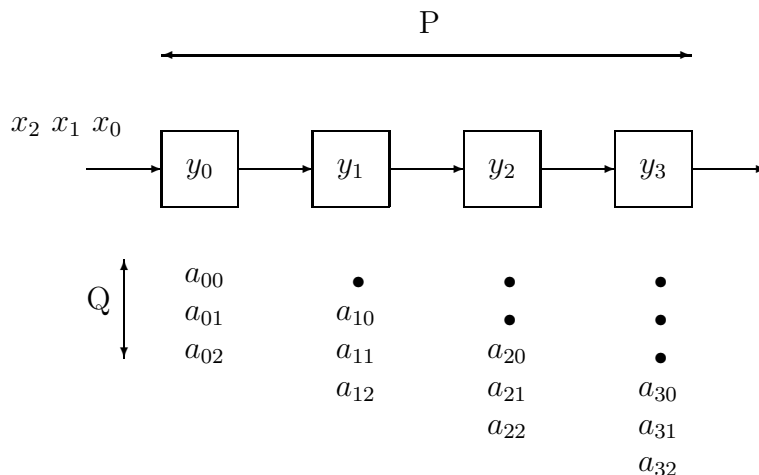 P
x₂ x₁ x₀
y₀ y₁ y₂ y₃
a₀₀ • • •
Q
a₀₁ a₁₀ • •
a₀₂ a₁₁ a₂₀ •
a₁₂ a₂₁ a₃₀
a₂₂ a₃₁
a₃₂